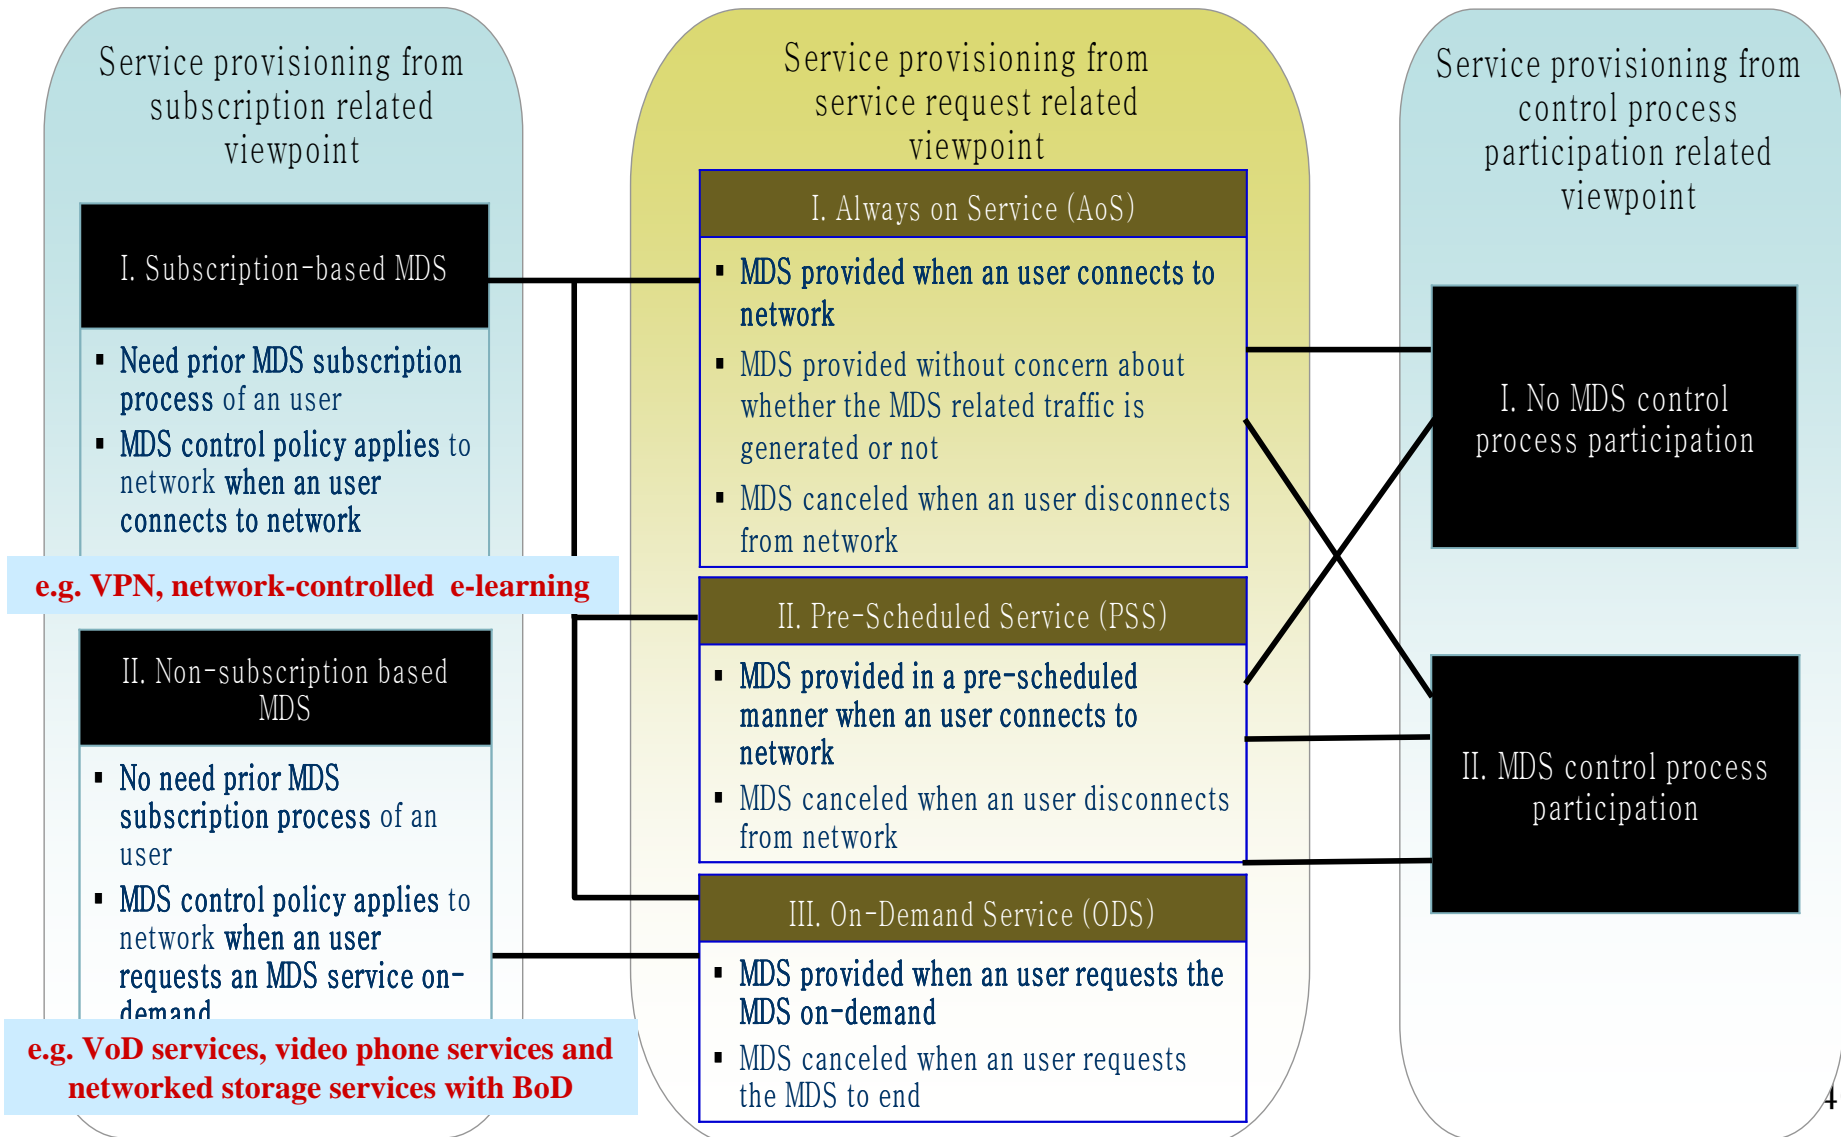 Service provisioning from
subscription related
viewpoint
I. Subscription-based MDS
▪ Need prior MDS subscription
process of an user
▪ MDS control policy applies to
network when an user
connects to network
e.g. VPN, network-controlled e-learning
II. Non-subscription based
MDS
▪ No need prior MDS
subscription process of an
user
▪ MDS control policy applies to
network when an user
requests an MDS service on-
demand
e.g. VoD services, video phone services and
networked storage services with BoD
Service provisioning from
service request related
viewpoint
I. Always on Service (AoS)
▪ MDS provided when an user connects to
network
▪ MDS provided without concern about
whether the MDS related traffic is
generated or not
▪ MDS canceled when an user disconnects
from network
II. Pre-Scheduled Service (PSS)
▪ MDS provided in a pre-scheduled
manner when an user connects to
network
▪ MDS canceled when an user disconnects
from network
III. On-Demand Service (ODS)
▪ MDS provided when an user requests the
MDS on-demand
▪ MDS canceled when an user requests
the MDS to end
Service provisioning from
control process
participation related
viewpoint
I. No MDS control
process participation
II. MDS control process
participation
4